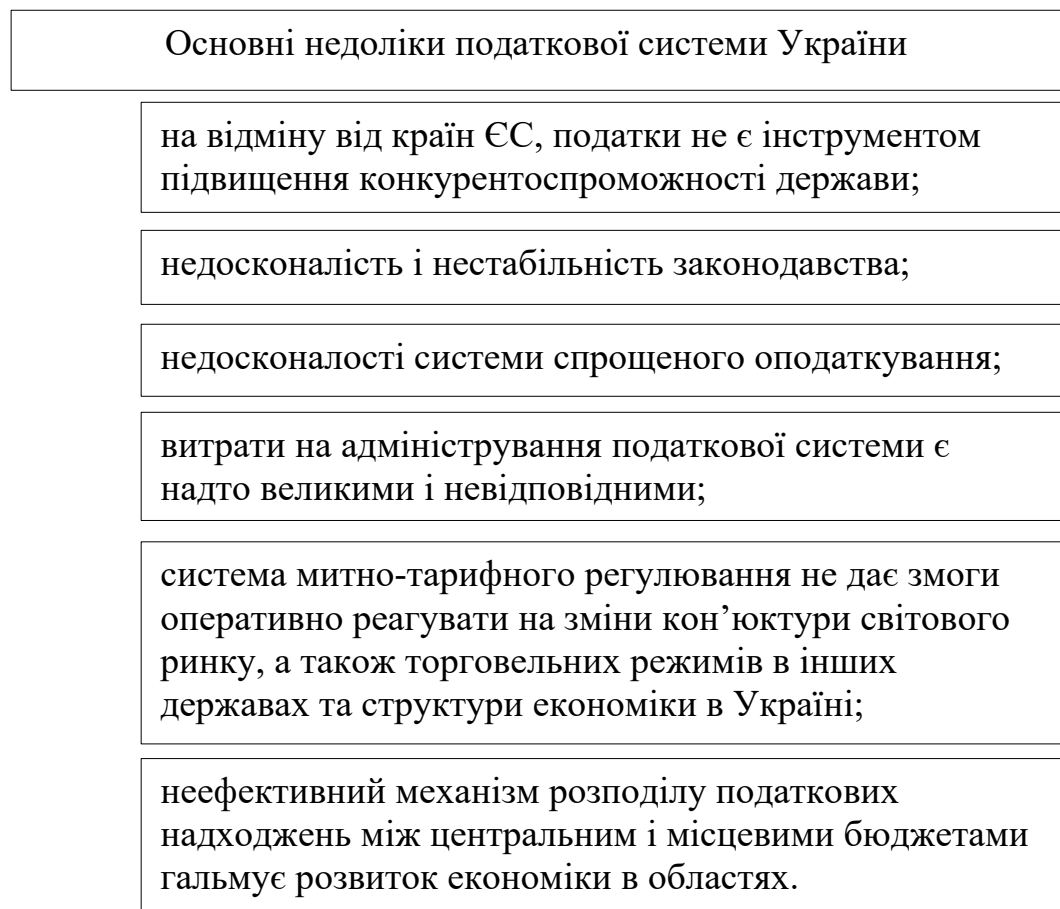 Основні недоліки податкової системи України
на відміну від країн ЄС, податки не є інструментом
підвищення конкурентоспроможності держави;
недосконалість і нестабільність законодавства;
недосконалості системи спрощеного оподаткування;
витрати на адміністрування податкової системи є
надто великими і невідповідними;
система митно-тарифного регулювання не дає змоги
оперативно реагувати на зміни кон’юктури світового
ринку, а також торговельних режимів в інших
державах та структури економіки в Україні;
неефективний механізм розподілу податкових
надходжень між центральним і місцевими бюджетами
гальмує розвиток економіки в областях.